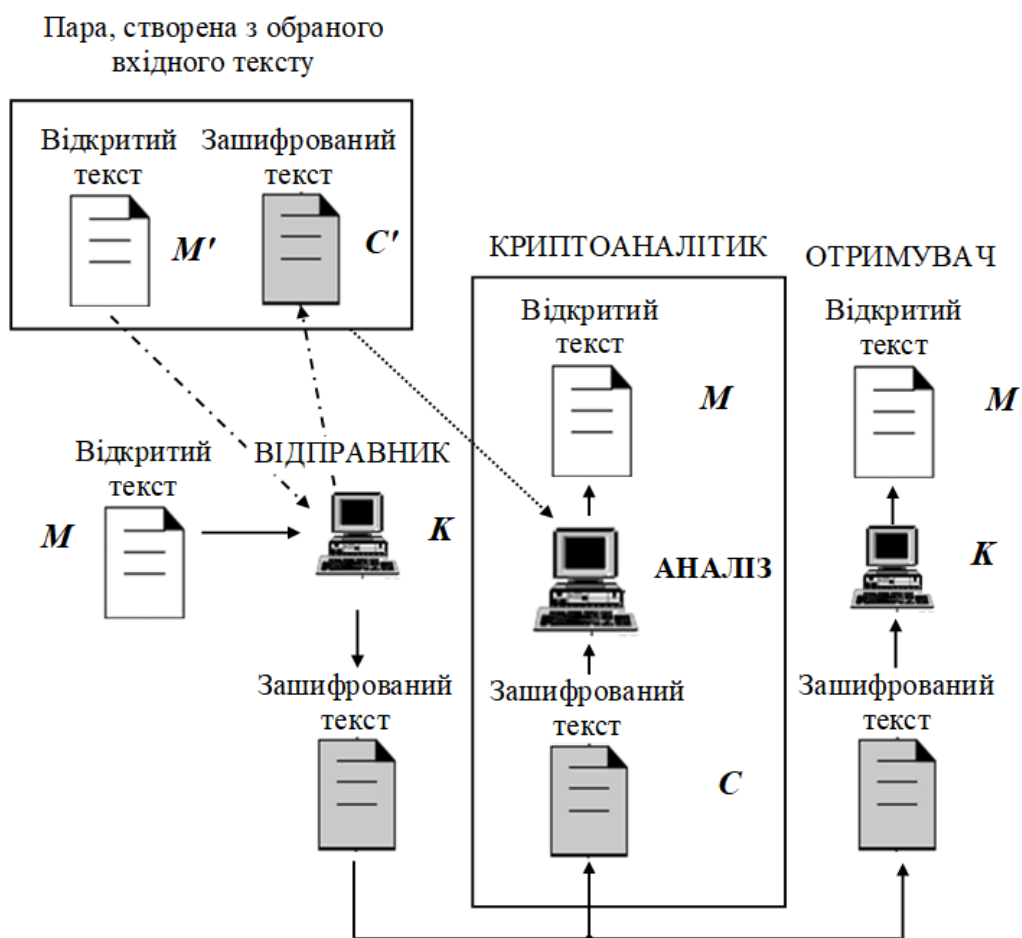 Пара, створена з обраного
вхідного тексту
Відкритий
текст
Зашифрований
текст
M'
C'
КРИПТОАНАЛІТИК
ОТРИМУВАЧ
Відкритий
текст
Відкритий
текст
M
M
Відкритий
текст
ВІДПРАВНИК
M
K
АНАЛІЗ
K
Зашифрований
текст
Зашифрований
текст
Зашифрований
текст
C